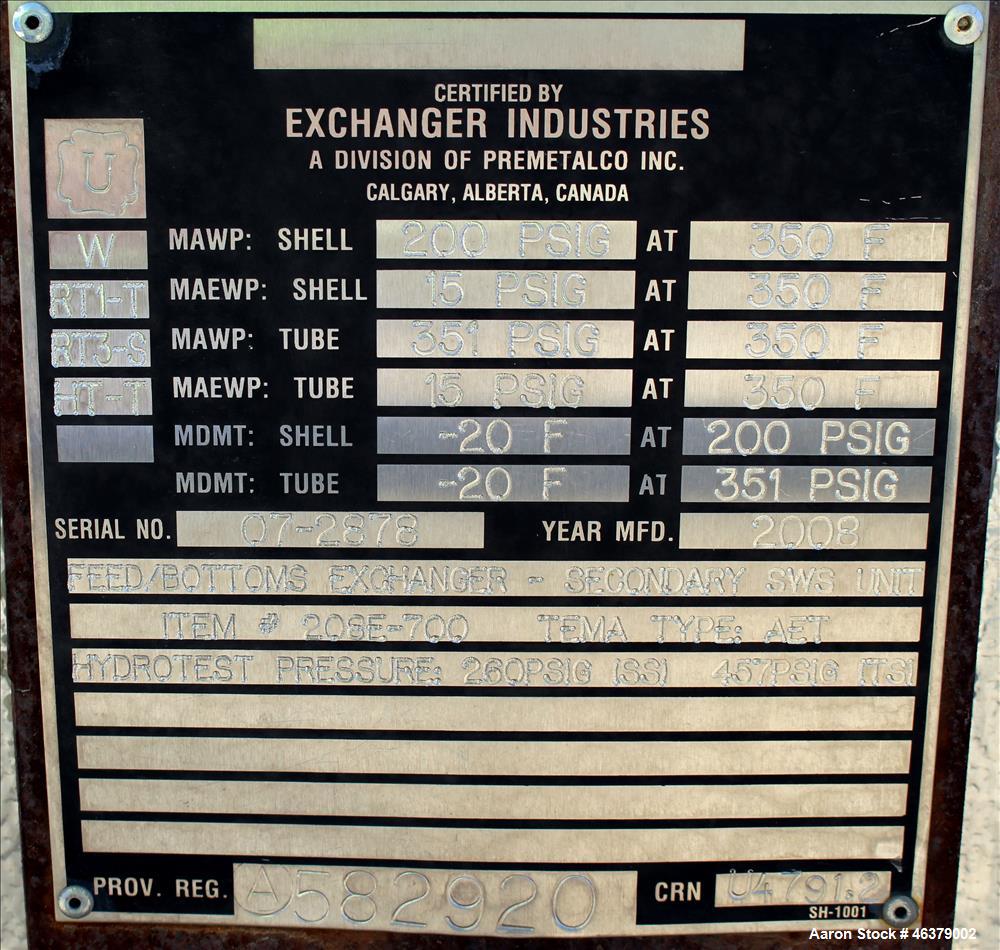 CERTIFIED BY
EXCHANGER INDUSTRIES
A DIVISION OF PREMETALCO INC.
CALGARY, ALBERTA, CANADA
U
W MAWP: SHELL 200 PSIG AT 350 F
RT1-T MAEWP: SHELL 15 PSIG AT 350 F
RT3-S MAWP: TUBE 351 PSIG AT 350 F
HT-T MAEWP: TUBE 15 PSIG AT 350 F
MDMT: SHELL -20 F AT 200 PSIG
MDMT: TUBE -20 F AT 351 PSIG
SERIAL NO. 07-2878 YEAR MFD. 2008
FEED/BOTTOMS EXCHANGER - SECONDARY SWS UNIT
ITEM # 208E-700 TEMA TYPE: AET
HYDROTEST PRESSURE: 260PSIG (SS) 457PSIG (TS)
PROV. REG. A582920 CRN U4791.2
SH-1001
Aaron Stock # 46379002